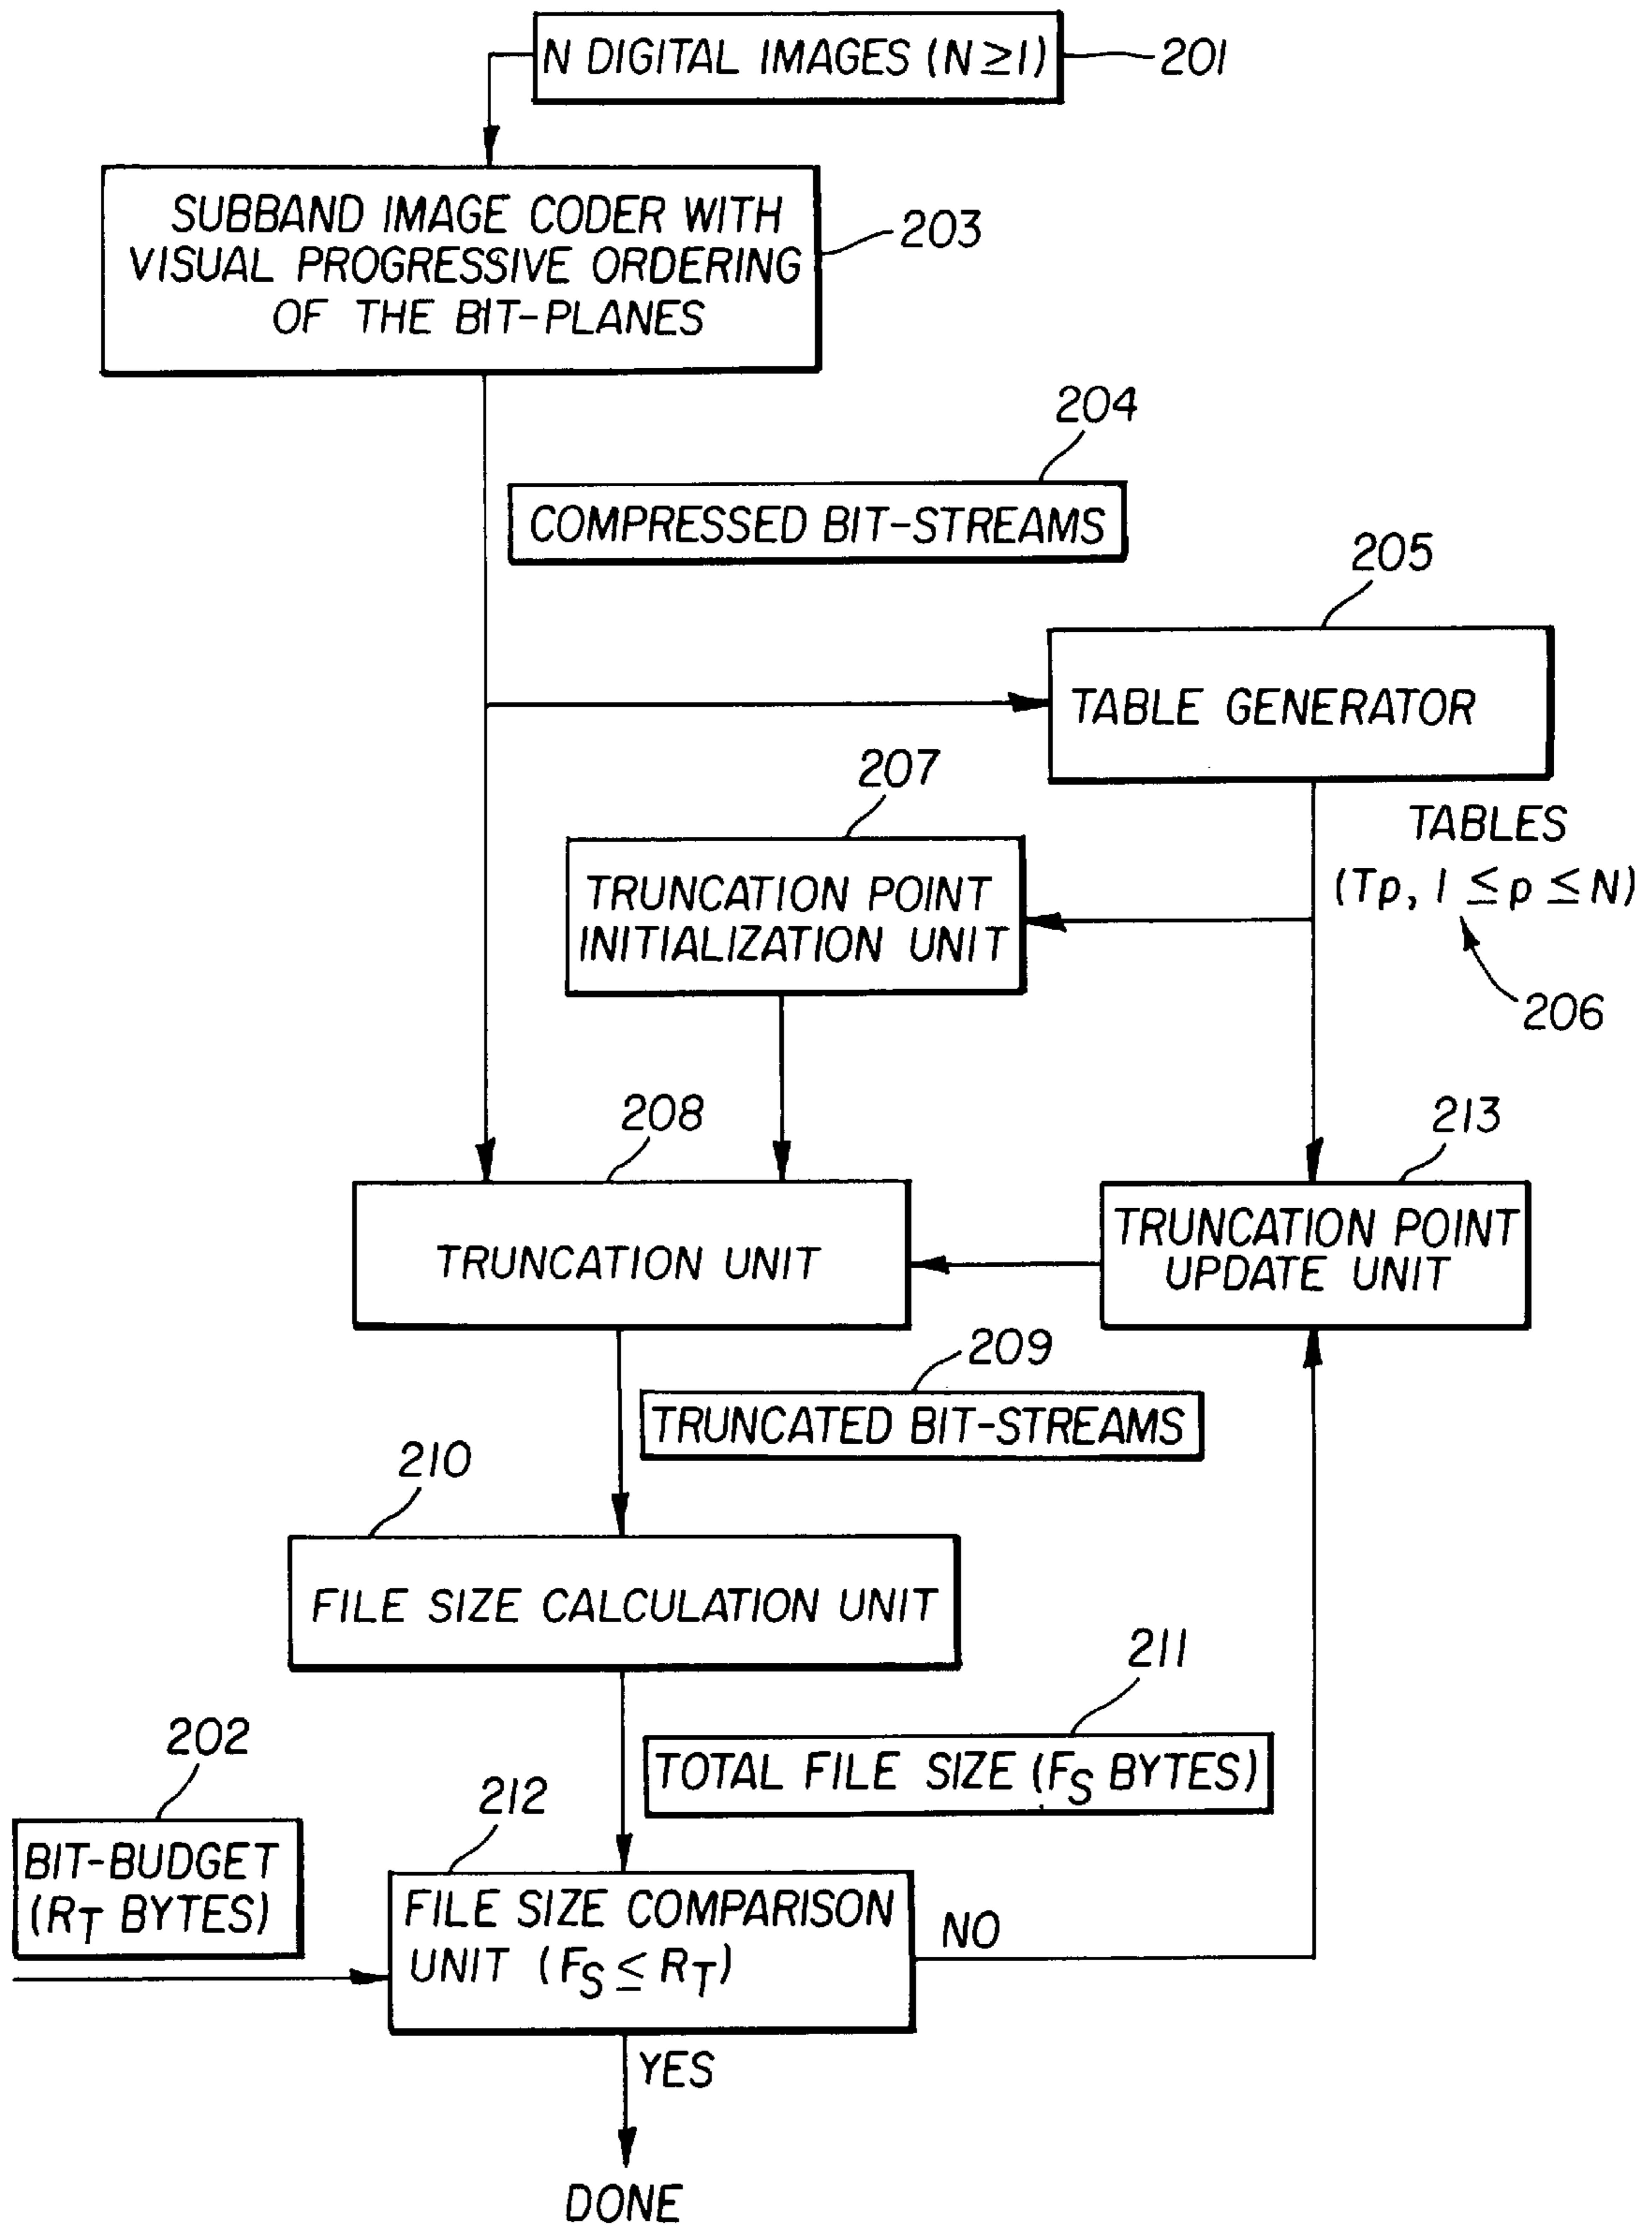 N DIGITAL IMAGES (N≥1)
201
SUBBAND IMAGE CODER WITH
VISUAL PROGRESSIVE ORDERING
OF THE BIT-PLANES
203
204
COMPRESSED BIT-STREAMS
205
TABLE GENERATOR
207
TABLES
(Tp, 1 ≤ p ≤ N)
206
TRUNCATION POINT
INITIALIZATION UNIT
208
213
TRUNCATION UNIT
TRUNCATION POINT
UPDATE UNIT
209
TRUNCATED BIT-STREAMS
210
FILE SIZE CALCULATION UNIT
211
TOTAL FILE SIZE (FS BYTES)
202
BIT-BUDGET
(RT BYTES)
212
FILE SIZE COMPARISON
UNIT (FS ≤ RT)
NO
YES
DONE